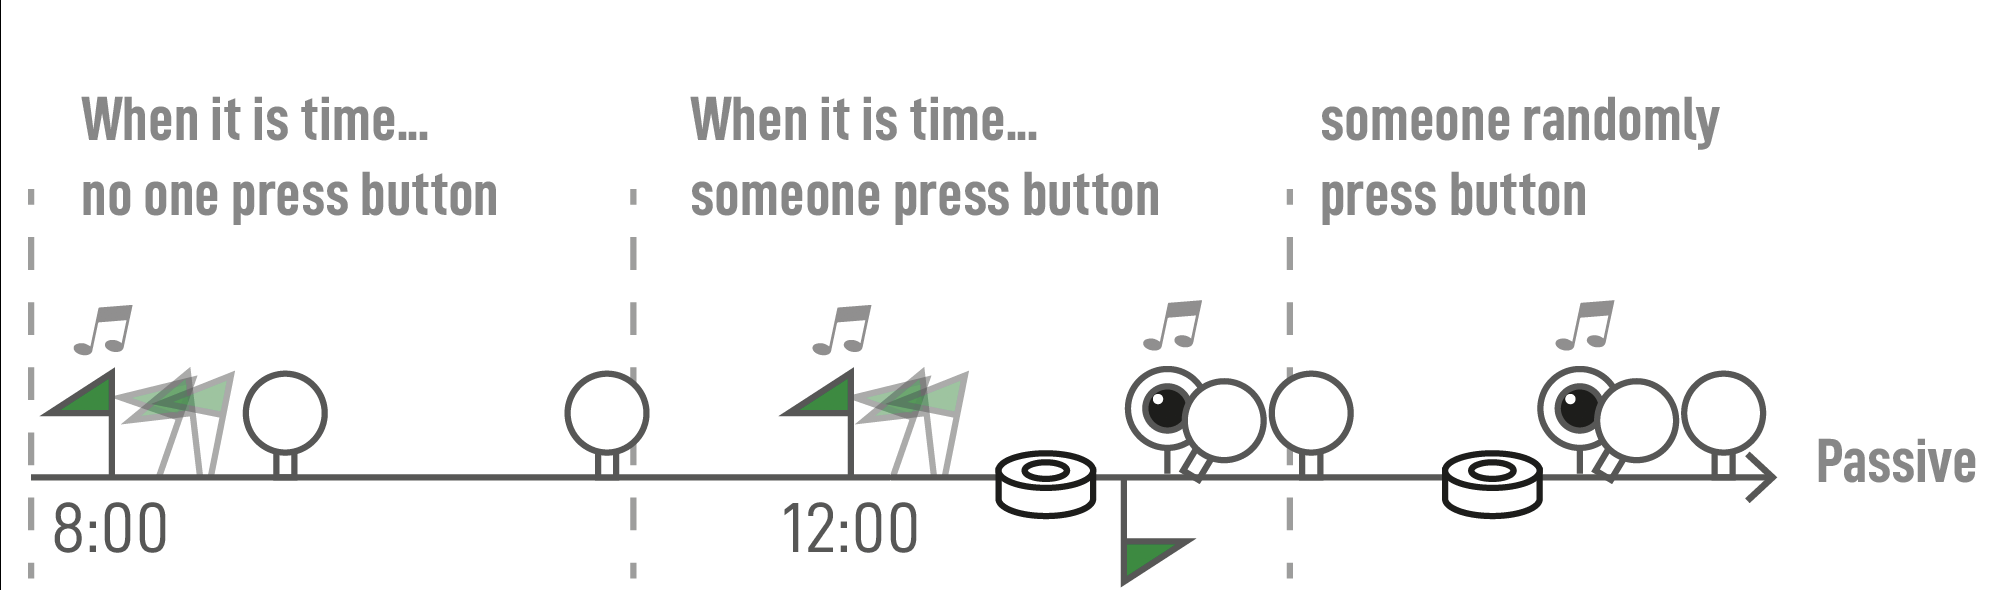 When it is time...
no one press button
When it is time...
someone press button
someone randomly
press button
Passive
8:00
12:00